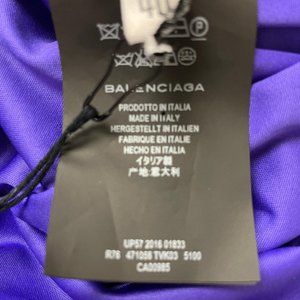 BALENCIAGA
PRODOTTO IN ITALIA
MADE IN ITALY
HERGESTELLT IN ITALIEN
FABRIQUE EN ITALIE
HECHO EN ITALIA
イタリア製
产地:意大利
UP57 2016 01833
R76 471056 TVK03 5100
CA00985